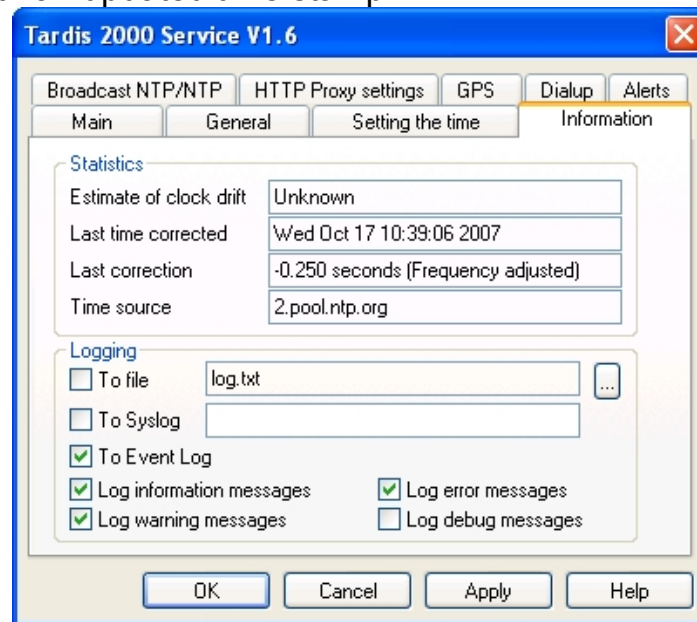 Tardis 2000 Service V1.6
Broadcast NTP/NTP HTTP Proxy settings GPS Dialup Alerts
Main General Setting the time Information
Statistics
Estimate of clock drift Unknown
Last time corrected Wed Oct 17 10:39:06 2007
Last correction -0.250 seconds (Frequency adjusted)
Time source 2.pool.ntp.org
Logging
To file log.txt ...
To Syslog
To Event Log
Log information messages Log error messages
Log warning messages Log debug messages
OK Cancel Apply Help